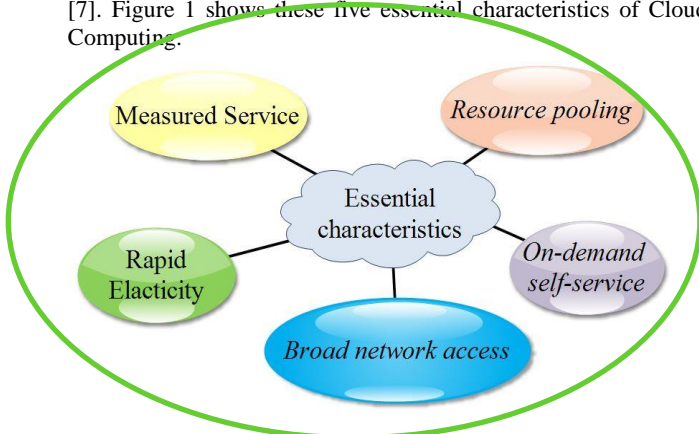 [7]. Figure 1 shows these five essential characteristics of Cloud
Computing.
Measured Service
Resource pooling
Essential
characteristics
Rapid
Elacticity
On-demand
self-service
Broad network access